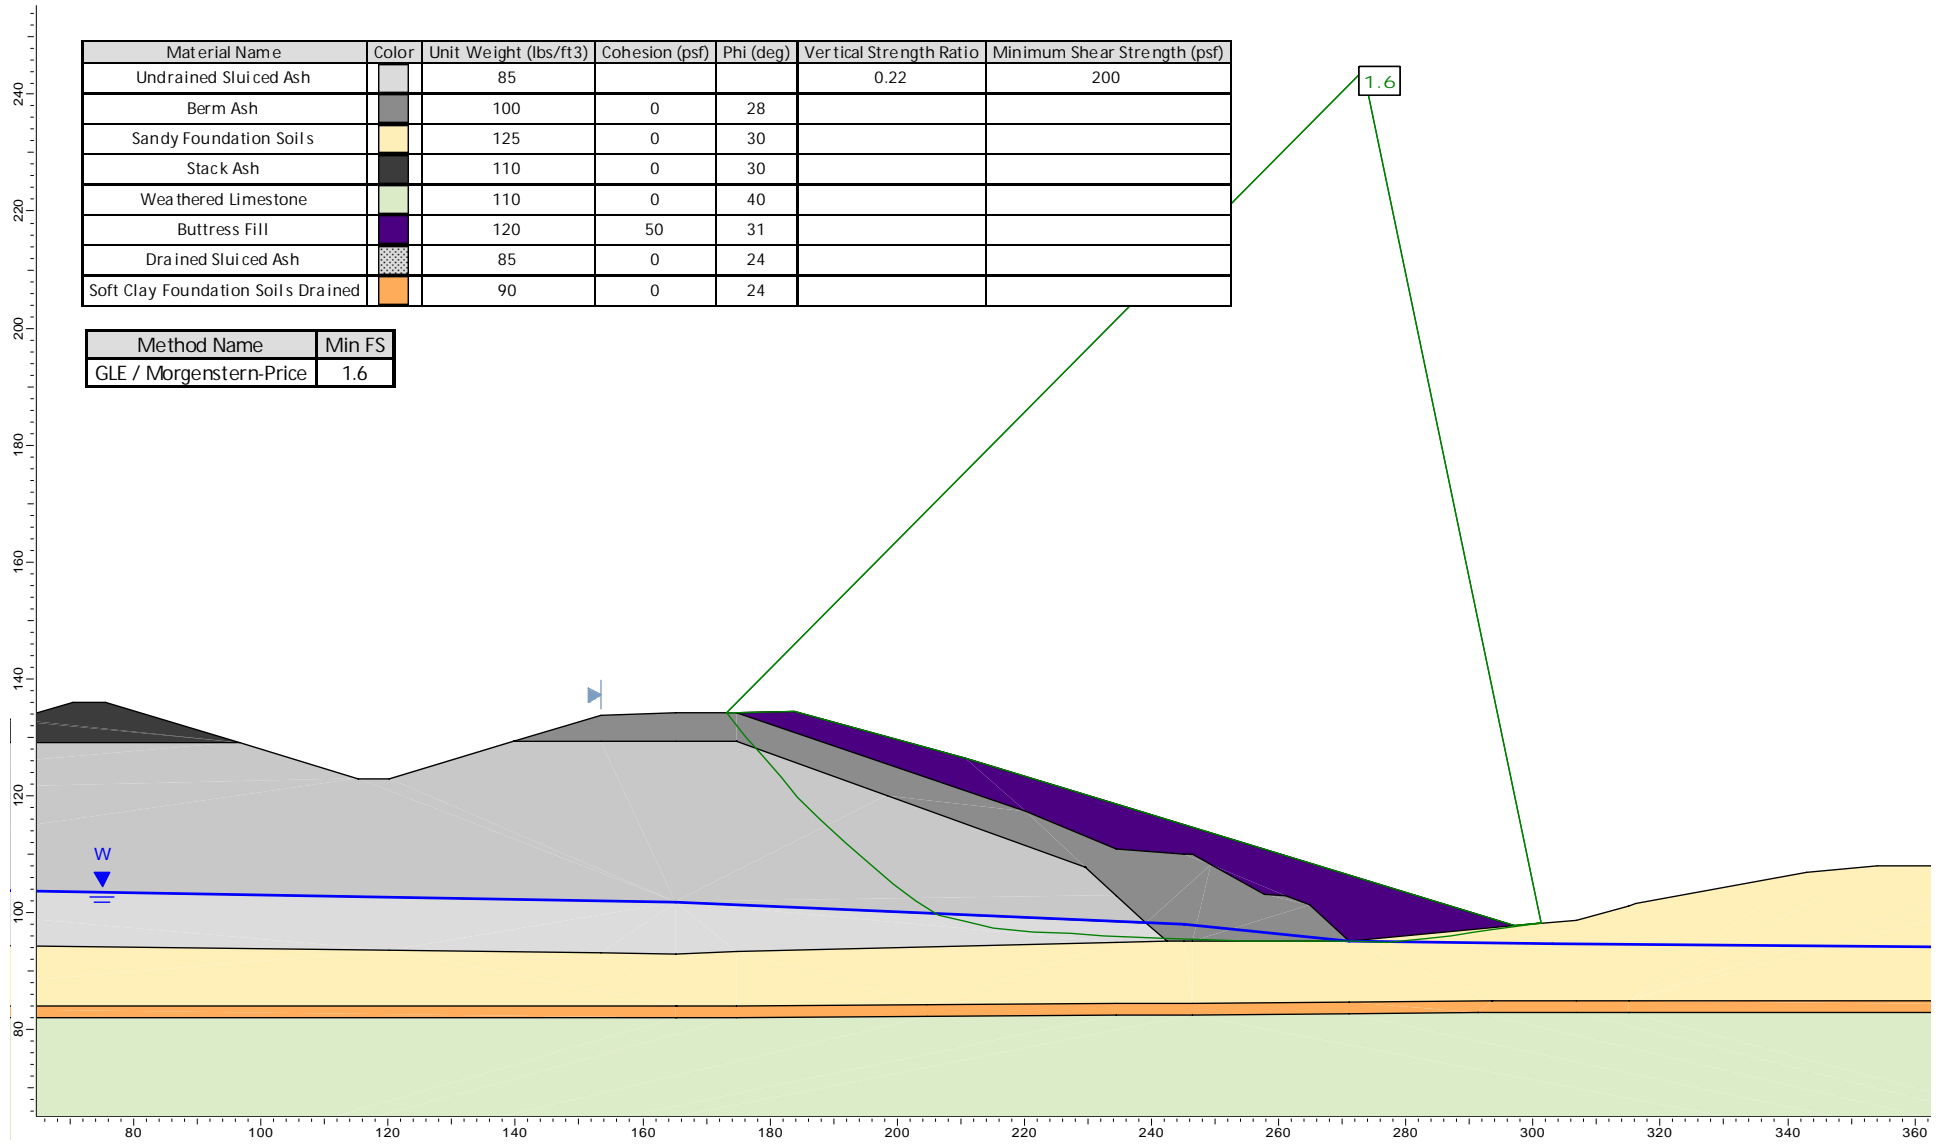 Material Name Color Unit Weight (lbs/ft3) Cohesion (psf) Phi (deg) Vertical Strength Ratio Minimum Shear Strength (psf)
Undrained Sluiced Ash 85 0.22 200
Berm Ash 100 0 28
Sandy Foundation Soils 125 0 30
Stack Ash 110 0 30
Weathered Limestone 110 0 40
Buttress Fill 120 50 31
Drained Sluiced Ash 85 0 24
Soft Clay Foundation Soils Drained 90 0 24
Method Name Min FS
GLE / Morgenstern-Price 1.6
1.6
W
240
220
200
180
160
140
120
100
80
80 100 120 140 160 180 200 220 240 260 280 300 320 340 360